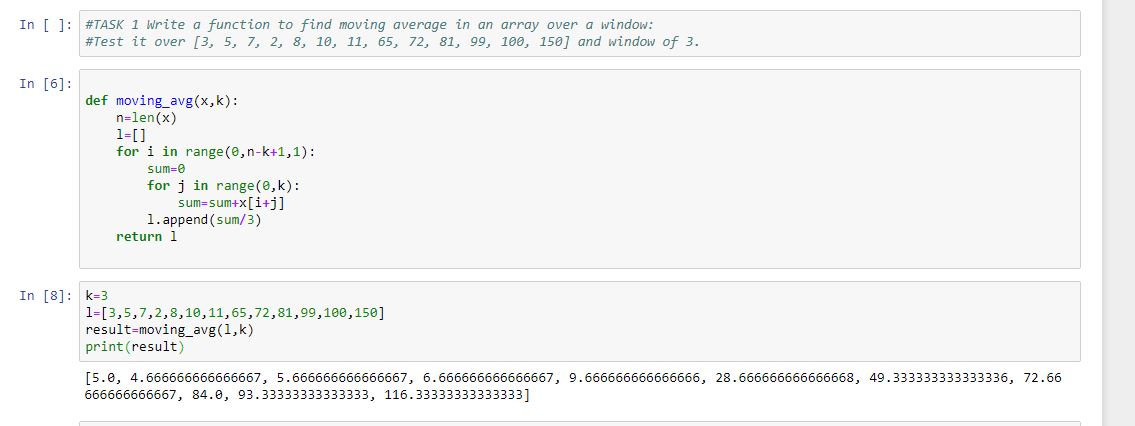 In [ ]: #TASK 1 Write a function to find moving average in an array over a window:
#Test it over [3, 5, 7, 2, 8, 10, 11, 65, 72, 81, 99, 100, 150] and window of 3.
In [6]:
def moving_avg(x,k):
    n=len(x)
    l=[]
    for i in range(0,n-k+1,1):
        sum=0
        for j in range(0,k):
            sum=sum+x[i+j]
        l.append(sum/3)
    return l
In [8]: k=3
l=[3,5,7,2,8,10,11,65,72,81,99,100,150]
result=moving_avg(l,k)
print(result)
[5.0, 4.666666666666667, 5.666666666666667, 6.666666666666667, 9.666666666666666, 28.666666666666668, 49.333333333333336, 72.66
666666666667, 84.0, 93.33333333333333, 116.33333333333333]